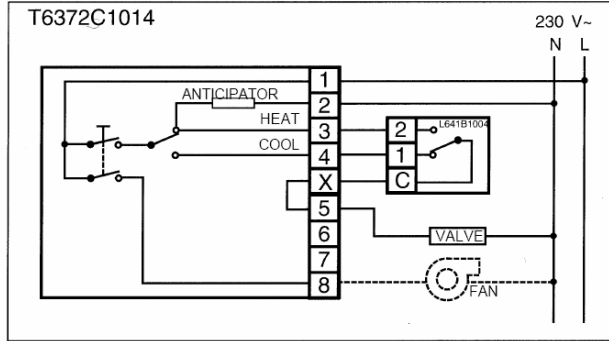 T6372C1014
230 V~
N L
1
ANTICIPATOR
2
HEAT
3
2
L641B1004
COOL
4
1
X
C
5
6
VALVE
7
8
FAN